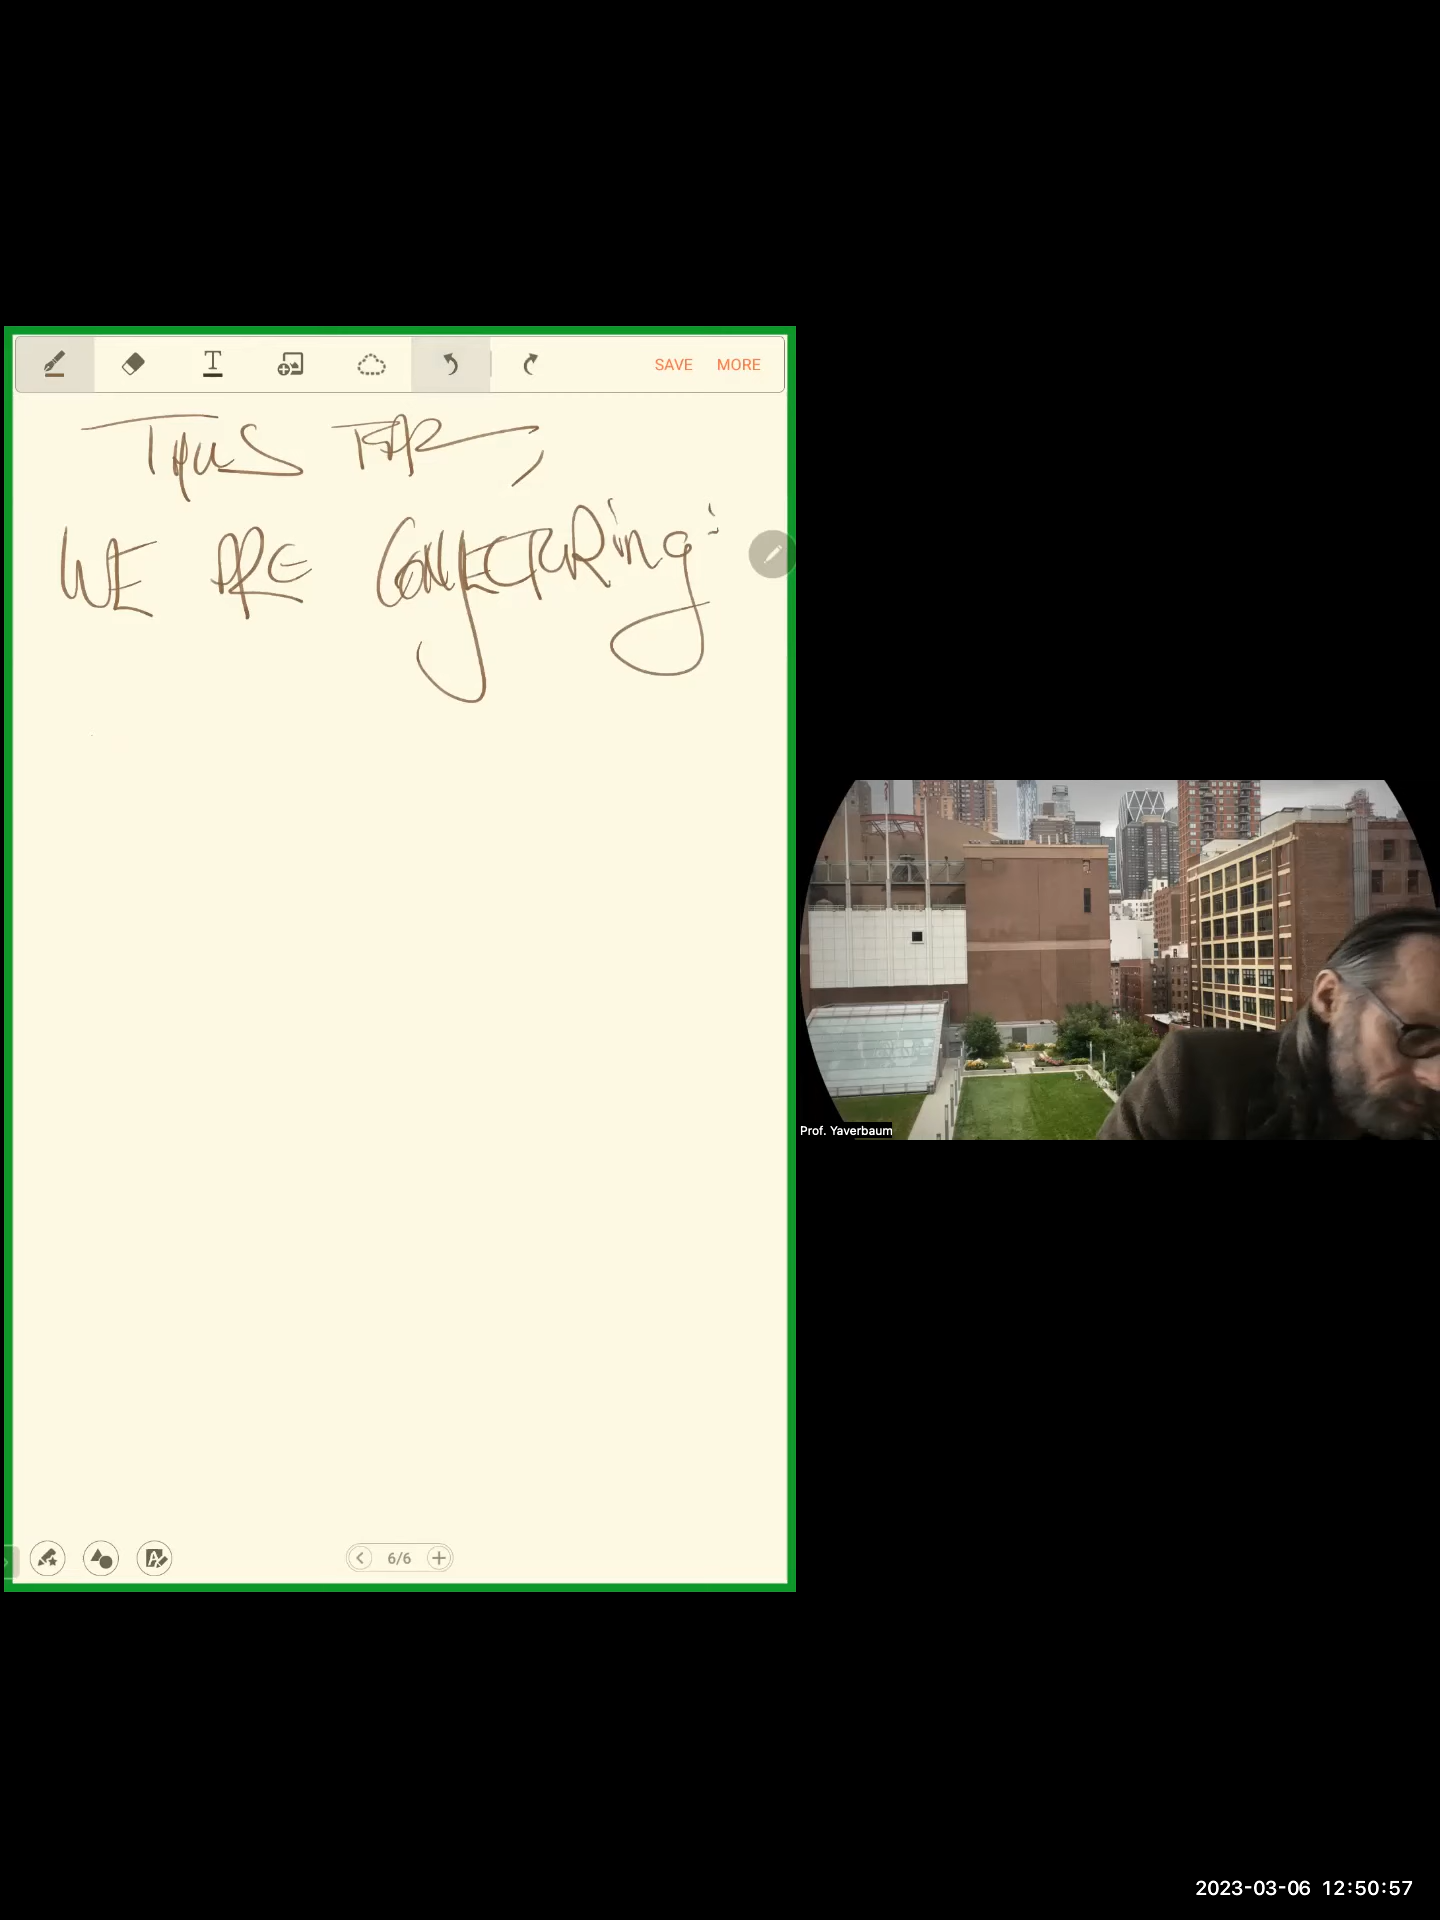 T
SAVE MORE
THUS FAR,
WE ARE CONJECTURing:
A
6/6
Prof. Yaverbaum
2023-03-06 12:50:57